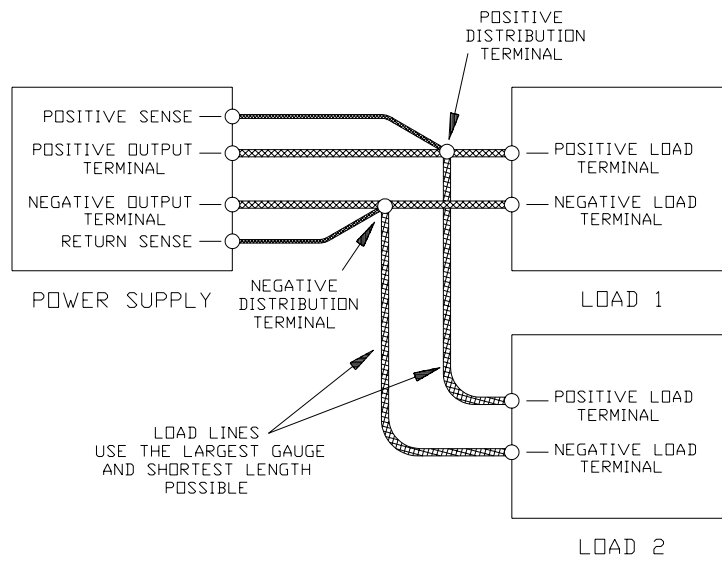 POSITIVE
DISTRIBUTION
TERMINAL
POSITIVE SENSE
POSITIVE OUTPUT
TERMINAL
NEGATIVE OUTPUT
TERMINAL
RETURN SENSE
POWER SUPPLY
POSITIVE LOAD
TERMINAL
NEGATIVE LOAD
TERMINAL
LOAD 1
NEGATIVE
DISTRIBUTION
TERMINAL
LOAD LINES
USE THE LARGEST GAUGE
AND SHORTEST LENGTH
POSSIBLE
POSITIVE LOAD
TERMINAL
NEGATIVE LOAD
TERMINAL
LOAD 2